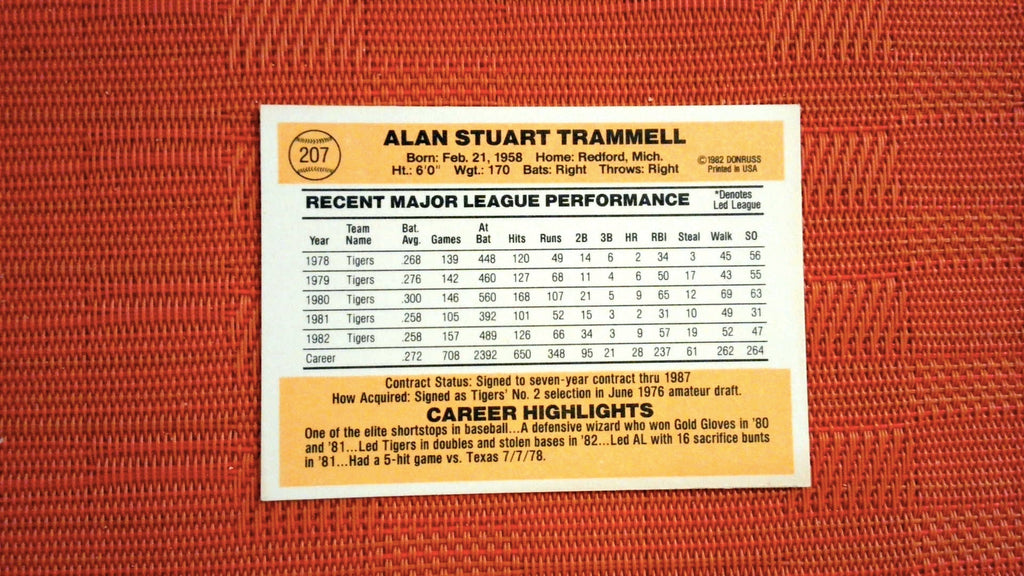 207
ALAN STUART TRAMMELL
Born: Feb. 21, 1958 Home: Redford, Mich.
Ht.: 6'0" Wgt.: 170 Bats: Right Throws: Right
©1982 DONRUSS
Printed in USA
RECENT MAJOR LEAGUE PERFORMANCE
*Denotes
Led League
Year Team Name Bat. Avg. Games At Bat Hits Runs 2B 3B HR RBI Steal Walk SO
1978 Tigers .268 139 448 120 49 14 6 2 34 3 45 56
1979 Tigers .276 142 460 127 68 11 4 6 50 17 43 55
1980 Tigers .300 146 560 168 107 21 5 9 65 12 69 63
1981 Tigers .258 105 392 101 52 15 3 2 31 10 49 31
1982 Tigers .258 157 489 126 66 34 3 9 57 19 52 47
Career .272 708 2392 650 348 95 21 28 237 61 262 264
Contract Status: Signed to seven-year contract thru 1987
How Acquired: Signed as Tigers' No. 2 selection in June 1976 amateur draft.
CAREER HIGHLIGHTS
One of the elite shortstops in baseball...A defensive wizard who won Gold Gloves in '80
and '81...Led Tigers in doubles and stolen bases in '82...Led AL with 16 sacrifice bunts
in '81...Had a 5-hit game vs. Texas 7/7/78.